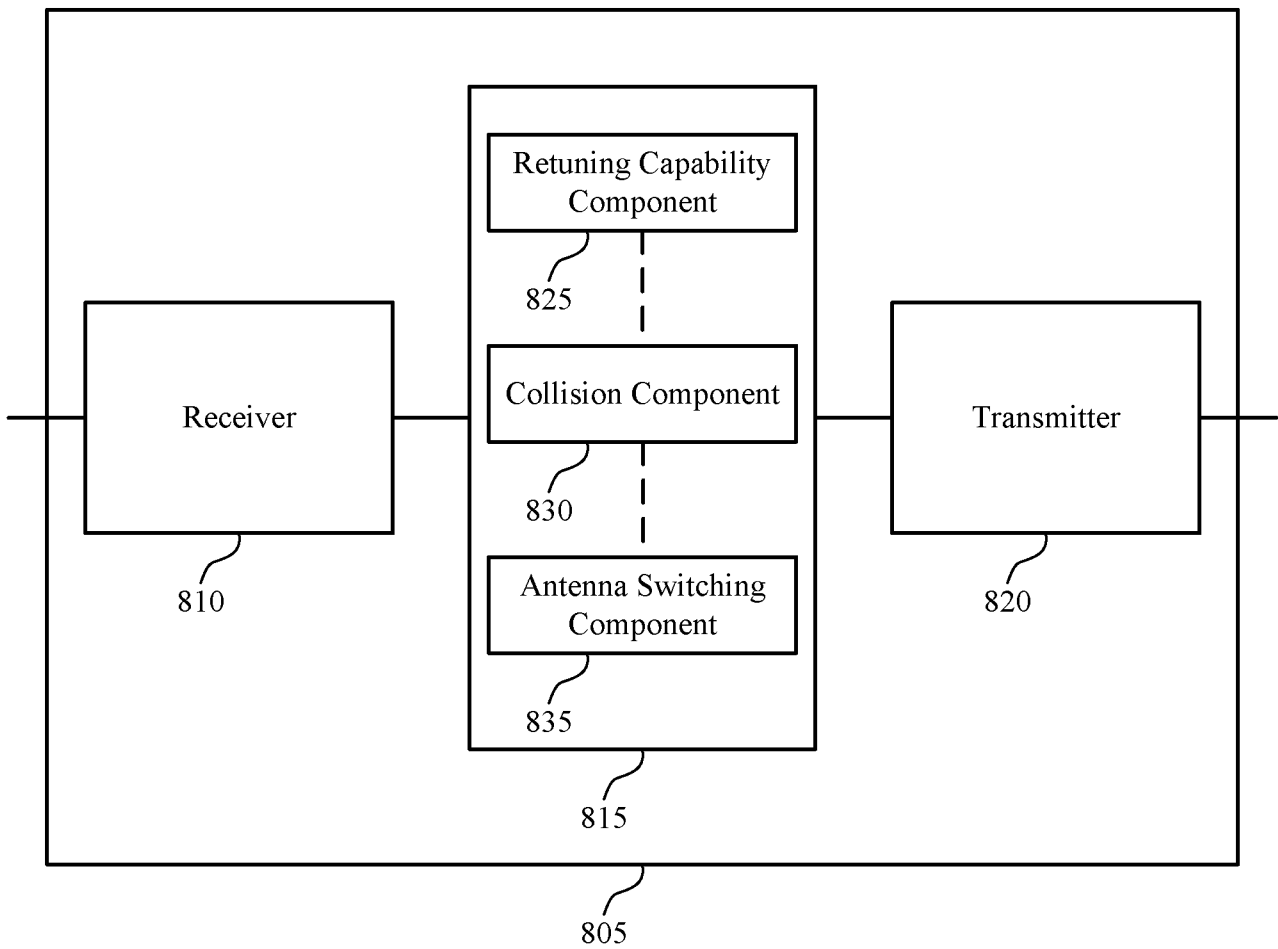 Retuning Capability
Component
825
Receiver
Collision Component
Transmitter
830
Antenna Switching
Component
810
820
835
815
805